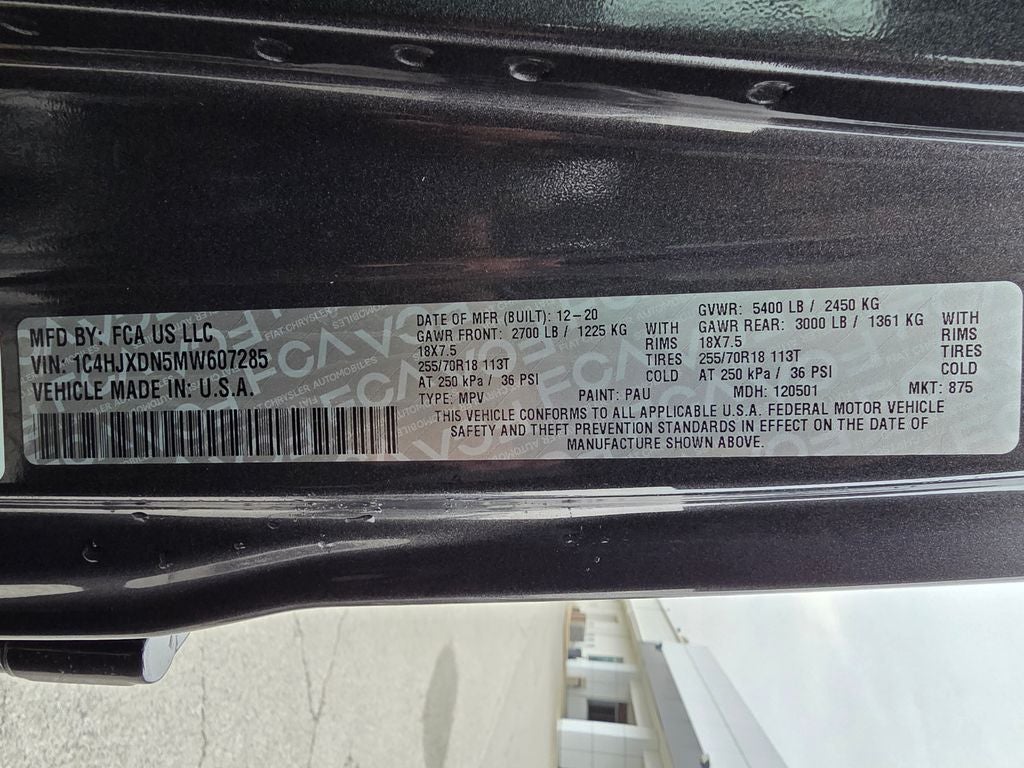 MFD BY: FCA US LLC
VIN: 1C4HJXDN5MW607285
VEHICLE MADE IN: U.S.A.
DATE OF MFR (BUILT): 12-20
GAWR FRONT: 2700 LB / 1225 KG WITH
18X7.5 RIMS
255/70R18 113T TIRES
AT 250 kPa / 36 PSI COLD
GVWR: 5400 LB / 2450 KG
GAWR REAR: 3000 LB / 1361 KG WITH
18X7.5 RIMS
255/70R18 113T TIRES
AT 250 kPa / 36 PSI COLD
TYPE: MPV PAINT: PAU MDH: 120501 MKT: 875
THIS VEHICLE CONFORMS TO ALL APPLICABLE U.S.A. FEDERAL MOTOR VEHICLE
SAFETY AND THEFT PREVENTION STANDARDS IN EFFECT ON THE DATE OF
MANUFACTURE SHOWN ABOVE.